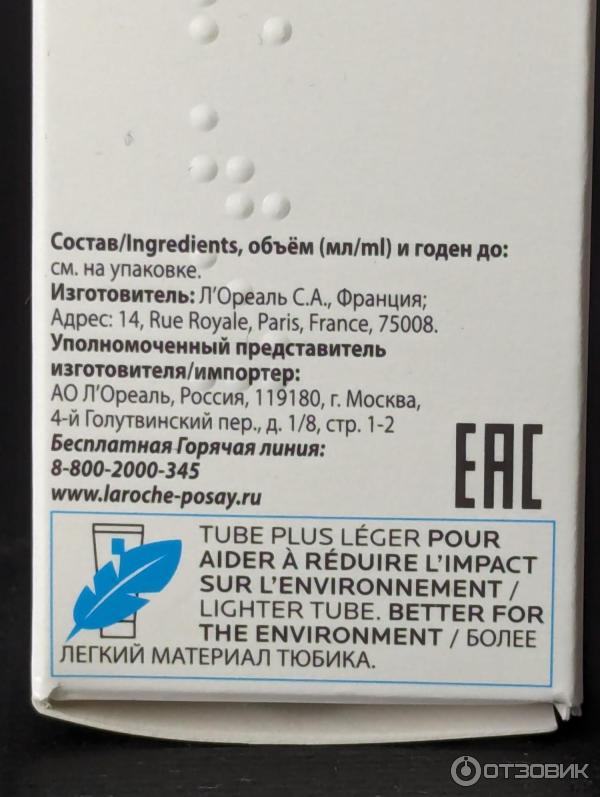 Состав/Ingredients, объём (мл/ml) и годен до:
см. на упаковке.
Изготовитель: Л’Ореаль С.А., Франция;
Адрес: 14, Rue Royale, Paris, France, 75008.
Уполномоченный представитель
изготовителя/импортер:
АО Л’Ореаль, Россия, 119180, г. Москва,
4-й Голутвинский пер., д. 1/8, стр. 1-2
Бесплатная Горячая линия:
8-800-2000-345
www.laroche-posay.ru
EAC
TUBE PLUS LÉGER POUR
AIDER À RÉDUIRE L’IMPACT
SUR L’ENVIRONNEMENT /
LIGHTER TUBE. BETTER FOR
THE ENVIRONMENT / БОЛЕЕ
ЛЕГКИЙ МАТЕРИАЛ ТЮБИКА.
ОТЗОВИК